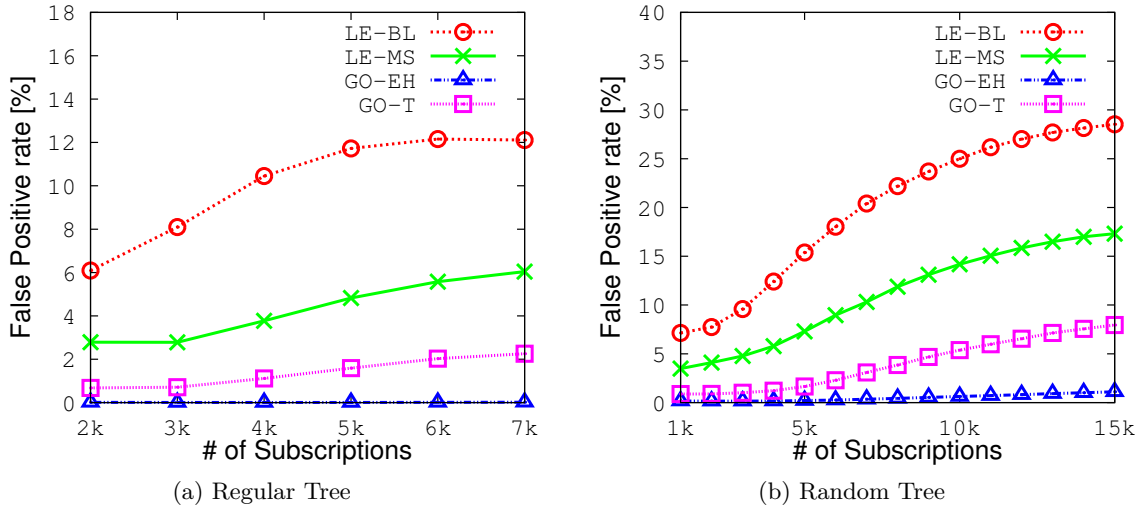 False Positive rate [%]
18
16
14
12
10
8
6
4
2
0
LE-BL
LE-MS
GO-EH
GO-T
2k 3k 4k 5k 6k 7k
# of Subscriptions
(a) Regular Tree
False Positive rate [%]
40
35
30
25
20
15
10
5
0
LE-BL
LE-MS
GO-EH
GO-T
1k 5k 10k 15k
# of Subscriptions
(b) Random Tree